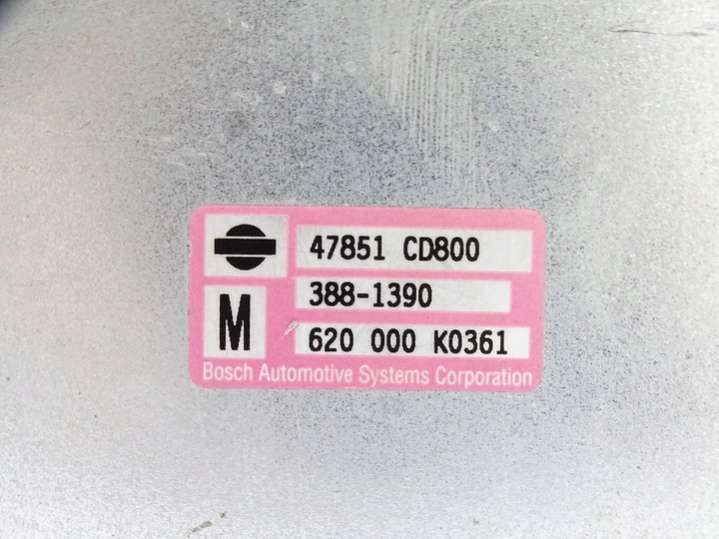 47851 CD800
388-1390
M
620 000 K0361
Bosch Automotive Systems Corporation